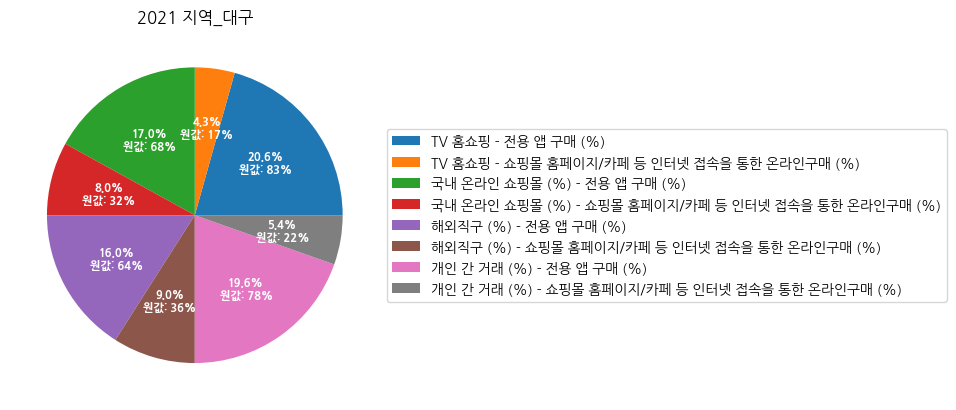 2021 지역_대구
4.3%
원값: 17%
17.0%
원값: 68%
20.6%
원값: 83%
8.0%
원값: 32%
5.4%
원값: 22%
16.0%
원값: 64%
19.6%
원값: 78%
9.0%
원값: 36%
TV 홈쇼핑 - 전용 앱 구매 (%)
TV 홈쇼핑 - 쇼핑몰 홈페이지/카페 등 인터넷 접속을 통한 온라인구매 (%)
국내 온라인 쇼핑몰 (%) - 전용 앱 구매 (%)
국내 온라인 쇼핑몰 (%) - 쇼핑몰 홈페이지/카페 등 인터넷 접속을 통한 온라인구매 (%)
해외직구 (%) - 전용 앱 구매 (%)
해외직구 (%) - 쇼핑몰 홈페이지/카페 등 인터넷 접속을 통한 온라인구매 (%)
개인 간 거래 (%) - 전용 앱 구매 (%)
개인 간 거래 (%) - 쇼핑몰 홈페이지/카페 등 인터넷 접속을 통한 온라인구매 (%)